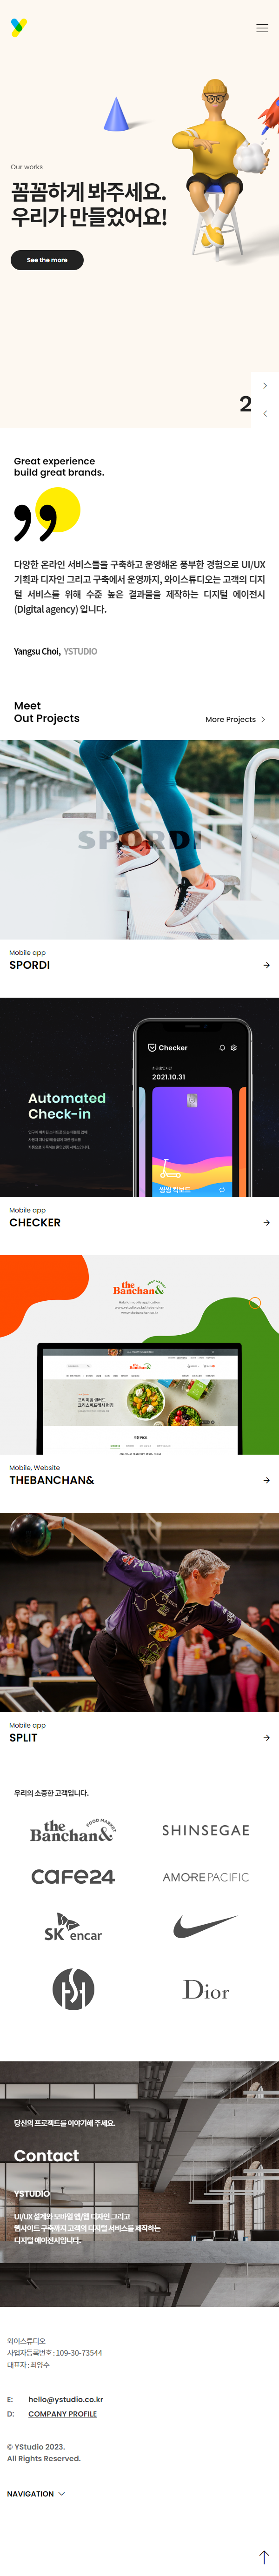 Our works
꼼꼼하게 봐주세요.
우리가 만들었어요!
See the more
2
Great experience
build great brands.
다양한 온라인 서비스들을 구축하고 운영해온 풍부한 경험으로 UI/UX
기획과 디자인 그리고 구축에서 운영까지, 와이스튜디오는 고객의 디지
털 서비스를 위해 수준 높은 결과물을 제작하는 디지털 에이전시
(Digital agency) 입니다.
Yangsu Choi, YSTUDIO
Meet
Out Projects
More Projects
SPORDI
Mobile app
SPORDI
Checker
2021.10.31
Automated
Check-in
씽씽 킥보드
Mobile app
CHECKER
the
Banchan&
the
Banchan&
Mobile, Website
THEBANCHAN&
Mobile app
SPLIT
우리의 소중한 고객입니다.
the
Banchan&
FOOD MARKET
SHINSEGAE
cafe24
AMOREPACIFIC
SK encar
Dior
당신의 프로젝트를 이야기해 주세요.
Contact
YSTUDIO
UI/UX 설계와 모바일 앱/웹 디자인 그리고
웹사이트 구축까지 고객의 디지털 서비스를 제작하는
디지털 에이전시입니다.
와이스튜디오
사업자등록번호 : 109-30-73544
대표자 : 최양수
E: hello@ystudio.co.kr
D: COMPANY PROFILE
© YStudio 2023.
All Rights Reserved.
NAVIGATION